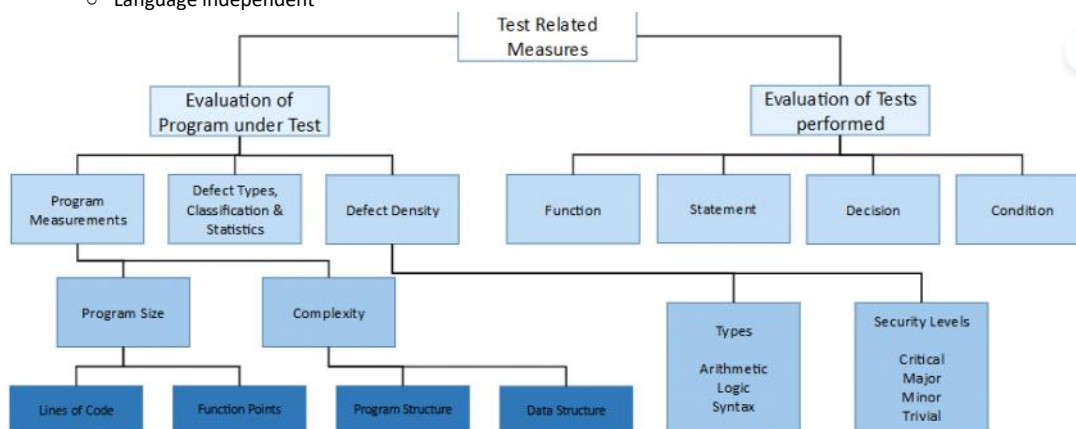 ○ Language independent
Test Related
Measures
Evaluation of
Program under Test
Evaluation of Tests
performed
Program
Measurements
Defect Types,
Classification &
Statistics
Defect Density
Function
Statement
Decision
Condition
Program Size
Complexity
Types
Arithmetic
Logic
Syntax
Security Levels
Critical
Major
Minor
Trivial
Lines of Code
Function Points
Program Structure
Data Structure